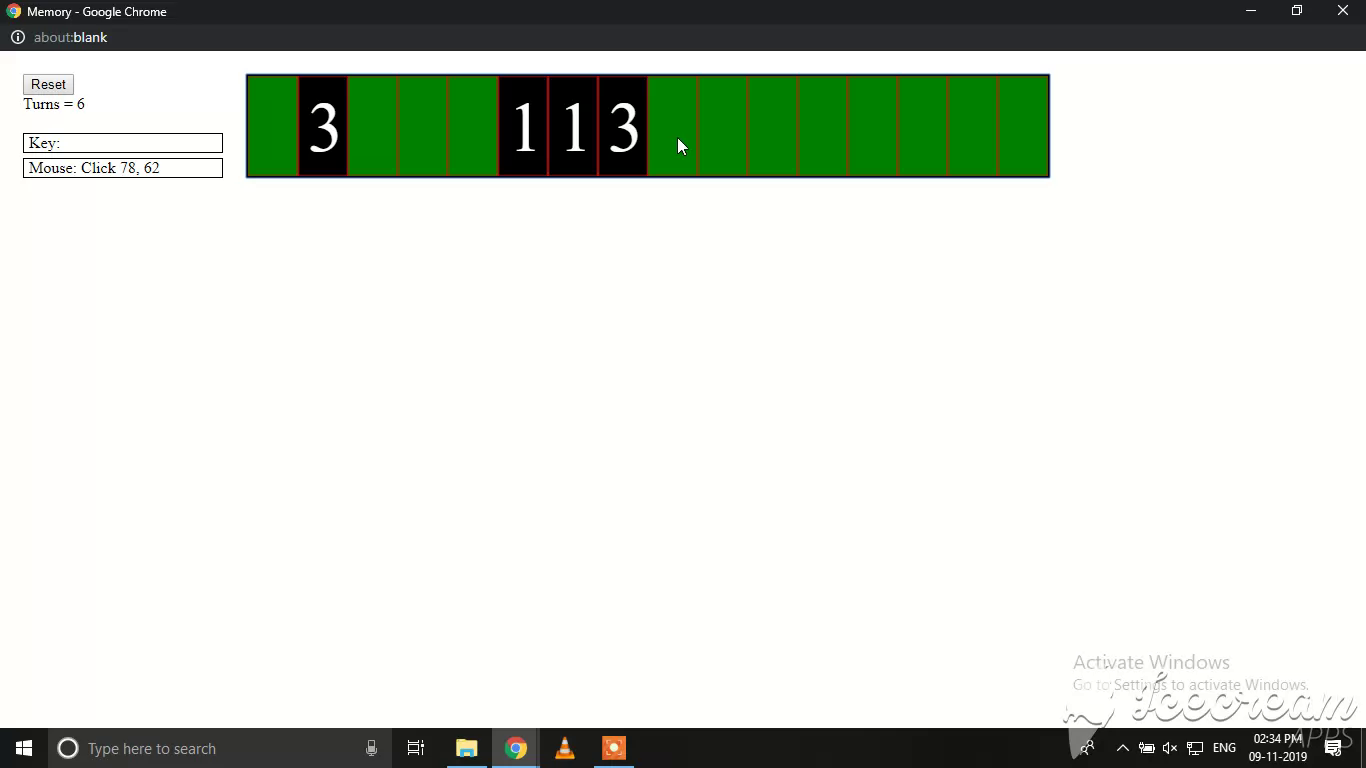 Memory - Google Chrome
about:blank
Reset
Turns = 6
Key:
Mouse: Click 78, 62
3 1 1 3
Activate Windows
Go to Settings to activate Windows.
Icecream
APPS
Type here to search
ENG
02:34 PM
09-11-2019